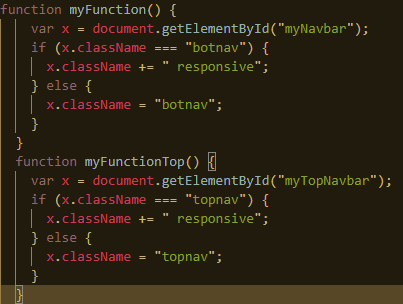 function myFunction() {
    var x = document.getElementById("myNavbar");
    if (x.className === "botnav") {
      x.className += " responsive";
    } else {
      x.className = "botnav";
    }
  }
  function myFunctionTop() {
    var x = document.getElementById("myTopNavbar");
    if (x.className === "topnav") {
      x.className += " responsive";
    } else {
      x.className = "topnav";
    }
  }